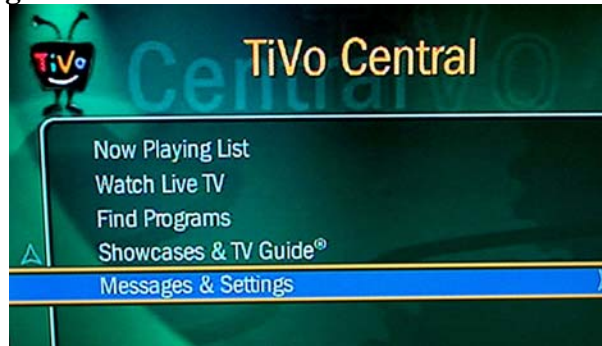 TiVo
TiVo Central
Now Playing List
Watch Live TV
Find Programs
Showcases & TV Guide®
Messages & Settings